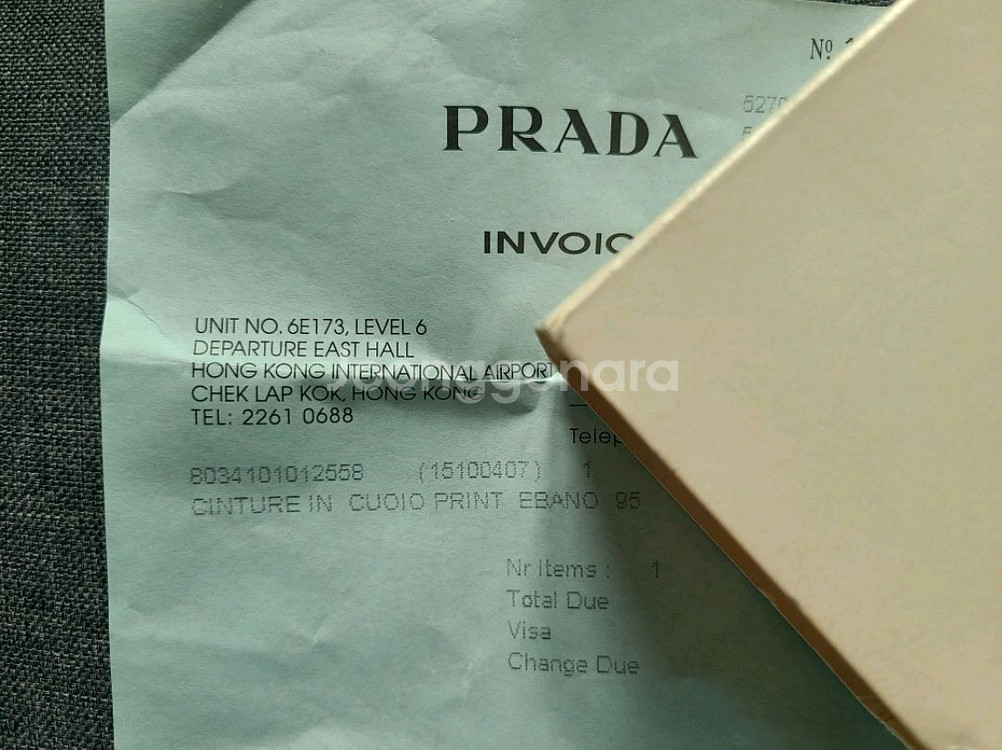 Nº
5270
PRADA
INVOIC
UNIT NO. 6E173, LEVEL 6
DEPARTURE EAST HALL
HONG KONG INTERNATIONAL AIRPORT
CHEK LAP KOK, HONG KONG
TEL: 2261 0688
joonggonara
Telep
8034101012558 (15100407) 1
CINTURE IN CUOIO PRINT EBANO 95
Nr Items : 1
Total Due
Visa
Change Due